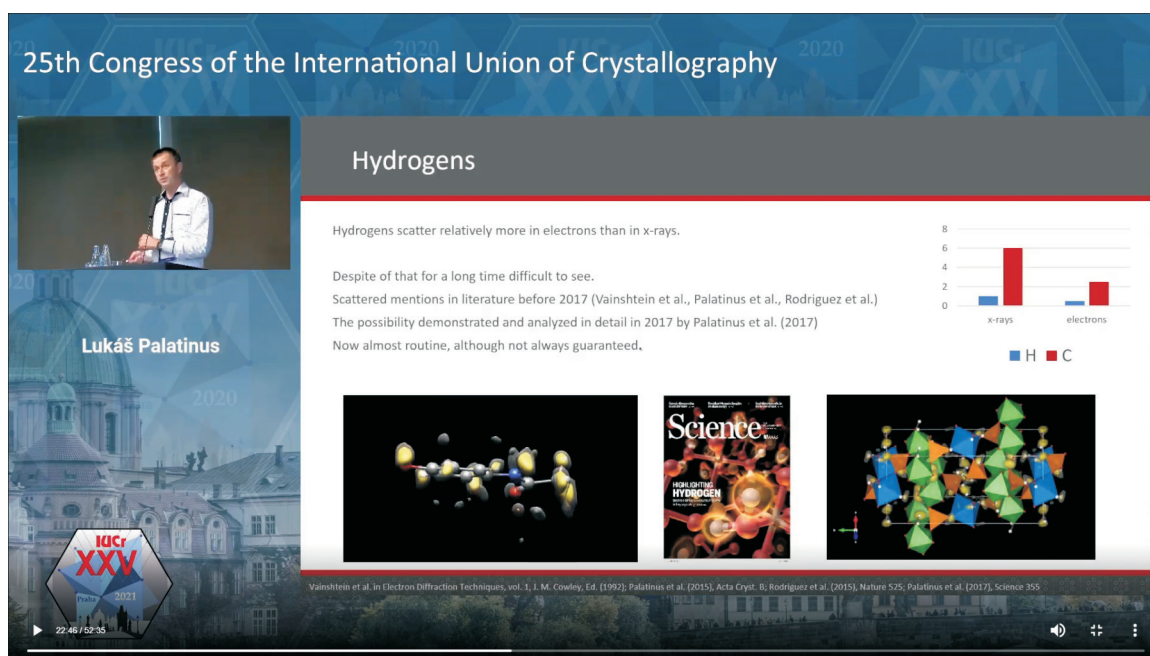 25th Congress of the International Union of Crystallography
Lukáš Palatinus
Hydrogens
Hydrogens scatter relatively more in electrons than in x-rays.
Despite of that for a long time difficult to see.
Scattered mentions in literature before 2017 (Vainshtein et al., Palatinus et al., Rodriguez et al.)
The possibility demonstrated and analyzed in detail in 2017 by Palatinus et al. (2017)
Now almost routine, although not always guaranteed.
8
6
4
2
0
x-rays electrons
H C
Science
HIGHLIGHTING
HYDROGEN
Vainshtein et al. in Electron Diffraction Techniques, vol. 1, J. M. Cowley, Ed. (1992); Palatinus et al. (2015), Acta Cryst. B; Rodriguez et al. (2015), Nature 525; Palatinus et al. (2017), Science 355
IUCr
XXV
Praha 2021
22:46 / 52:35
2020
IUCr
XXV
2020